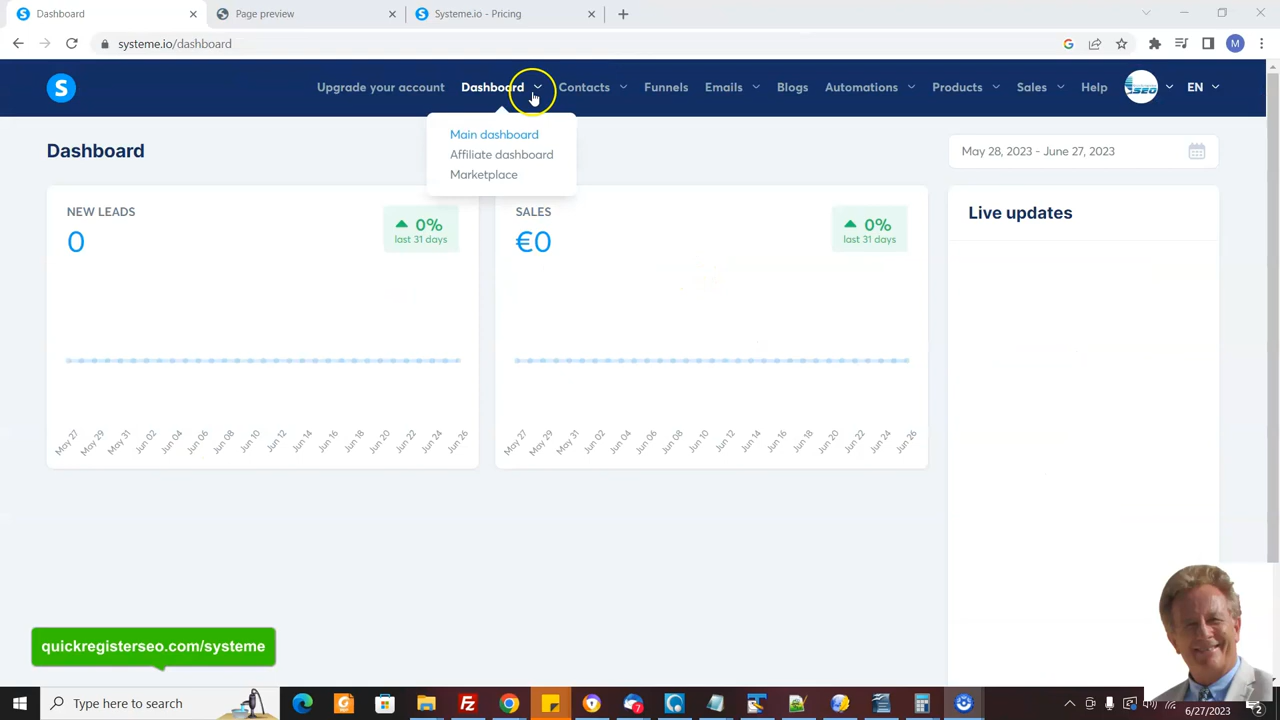 Dashboard
Page preview
Systeme.io - Pricing
systeme.io/dashboard
G
M
S
Upgrade your account
Dashboard
Contacts
Funnels
Emails
Blogs
Automations
Products
Sales
Help
SEO
EN
Main dashboard
Affiliate dashboard
Marketplace
Dashboard
May 28, 2023 - June 27, 2023
NEW LEADS
0
0%
last 31 days
May 27
May 29
May 31
Jun 02
Jun 04
Jun 06
Jun 08
Jun 10
Jun 12
Jun 14
Jun 16
Jun 18
Jun 20
Jun 22
Jun 24
Jun 26
SALES
€0
0%
last 31 days
May 27
May 29
May 31
Jun 02
Jun 04
Jun 06
Jun 08
Jun 10
Jun 12
Jun 14
Jun 16
Jun 18
Jun 20
Jun 22
Jun 24
Jun 26
Live updates
quickregisterseo.com/systeme
Type here to search
7
6/27/2023
2